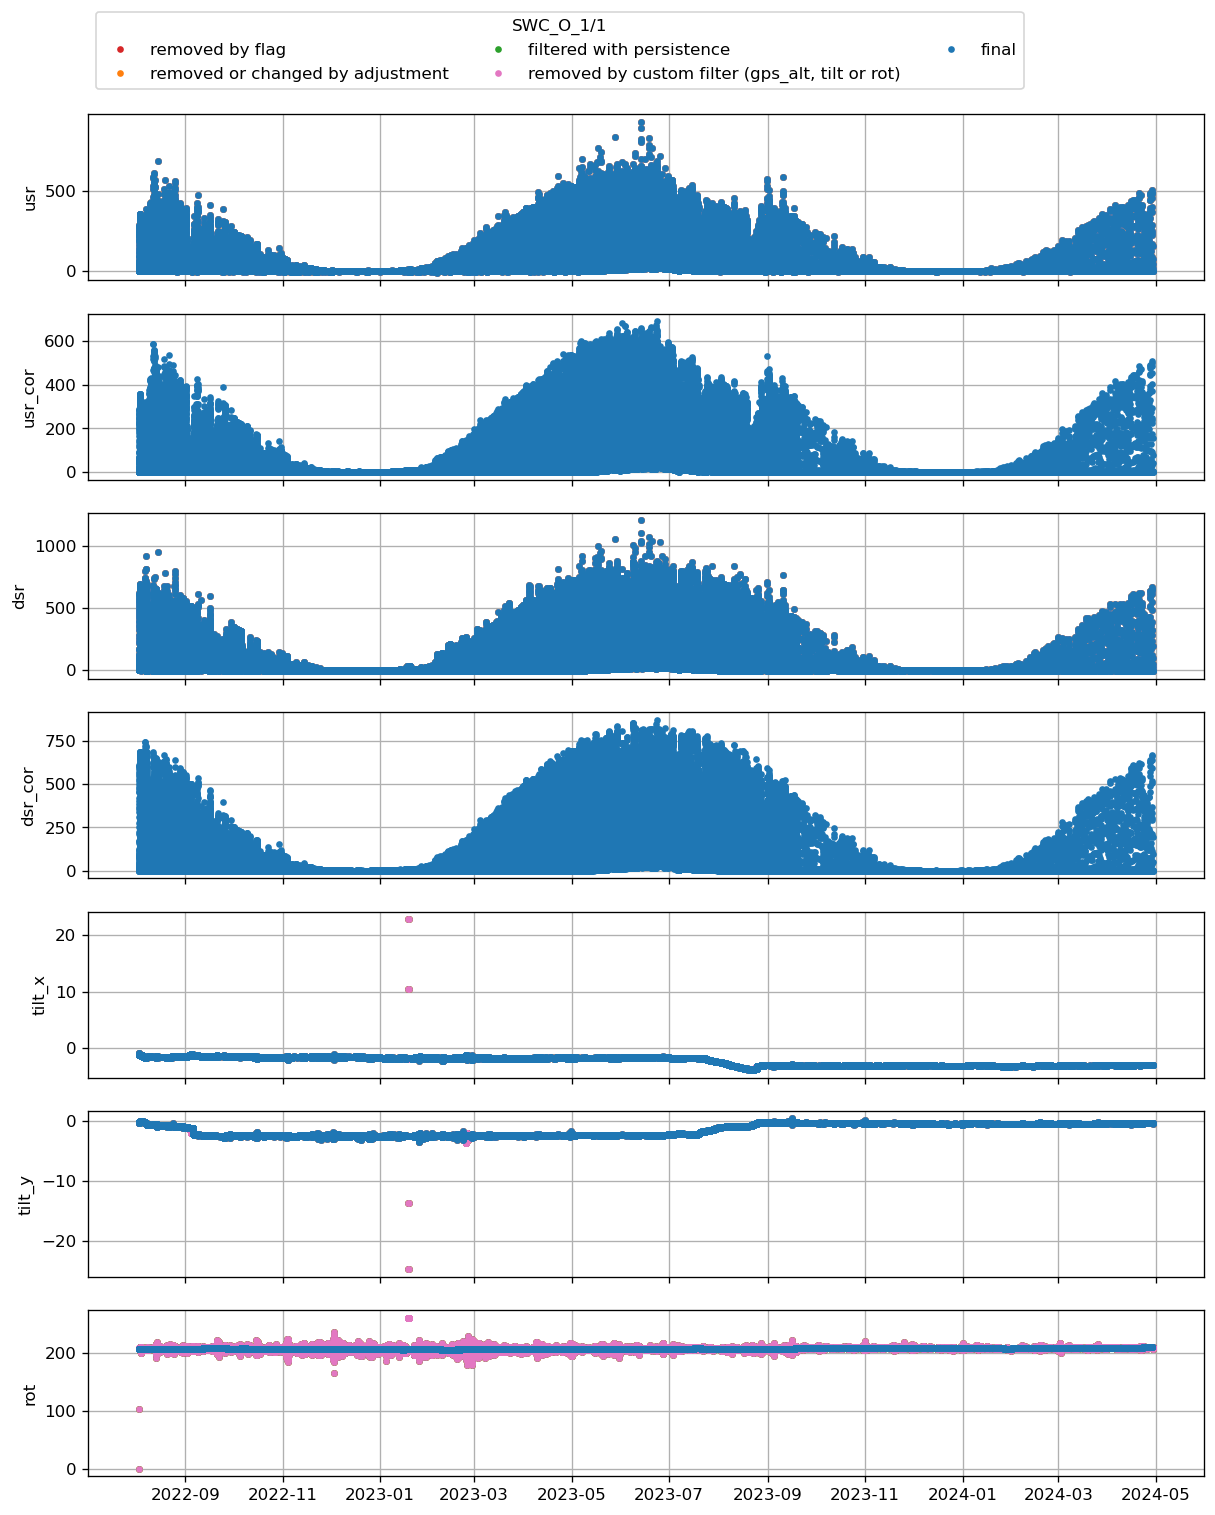 SWC_O_1/1
removed by flag
filtered with persistence
final
removed or changed by adjustment
removed by custom filter (gps_alt, tilt or rot)
500
0
usr
600
400
200
0
usr_cor
1000
500
0
dsr
750
500
250
0
dsr_cor
20
10
0
tilt_x
0
−10
−20
tilt_y
200
100
0
rot
2022-09 2022-11 2023-01 2023-03 2023-05 2023-07 2023-09 2023-11 2024-01 2024-03 2024-05